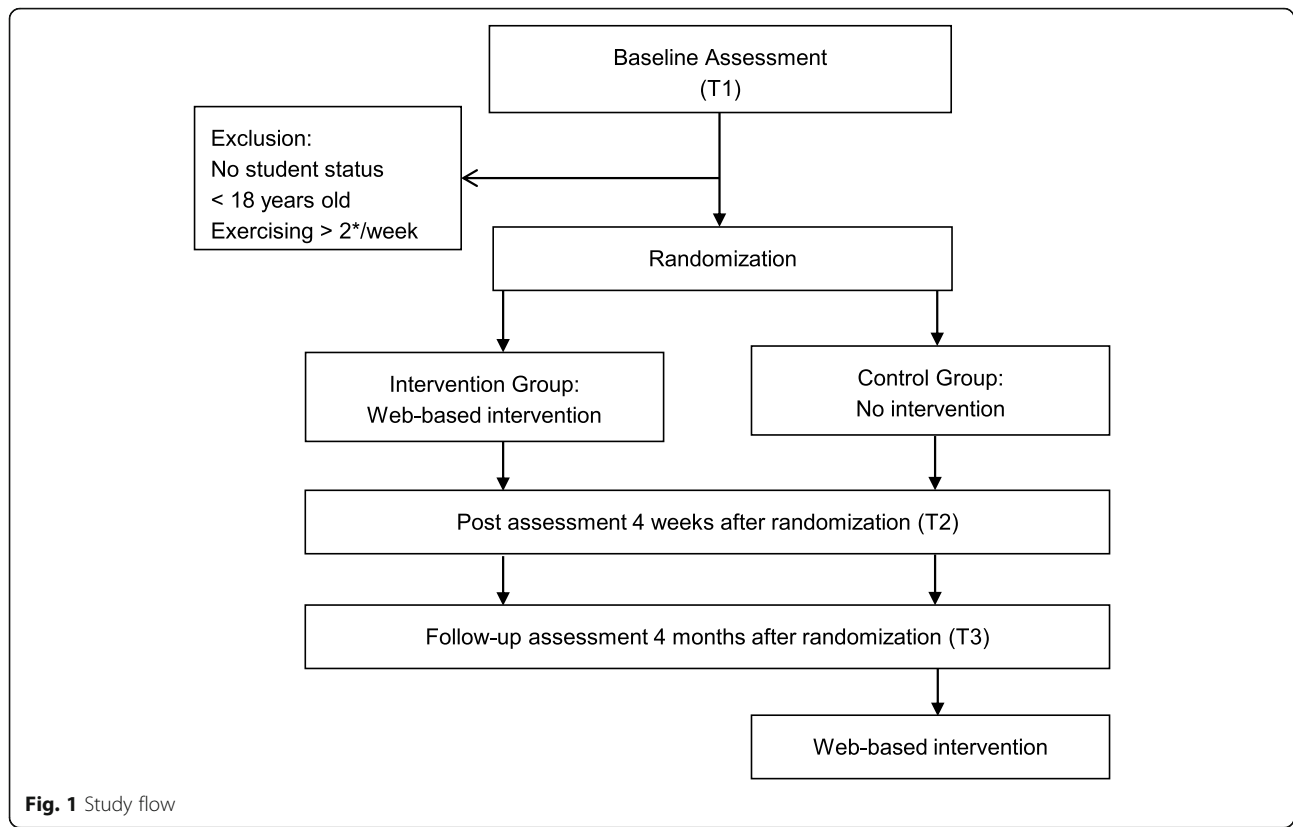 Baseline Assessment
(T1)
Exclusion:
No student status
< 18 years old
Exercising > 2*/week
Randomization
Intervention Group:
Web-based intervention
Control Group:
No intervention
Post assessment 4 weeks after randomization (T2)
Follow-up assessment 4 months after randomization (T3)
Web-based intervention
Fig. 1 Study flow